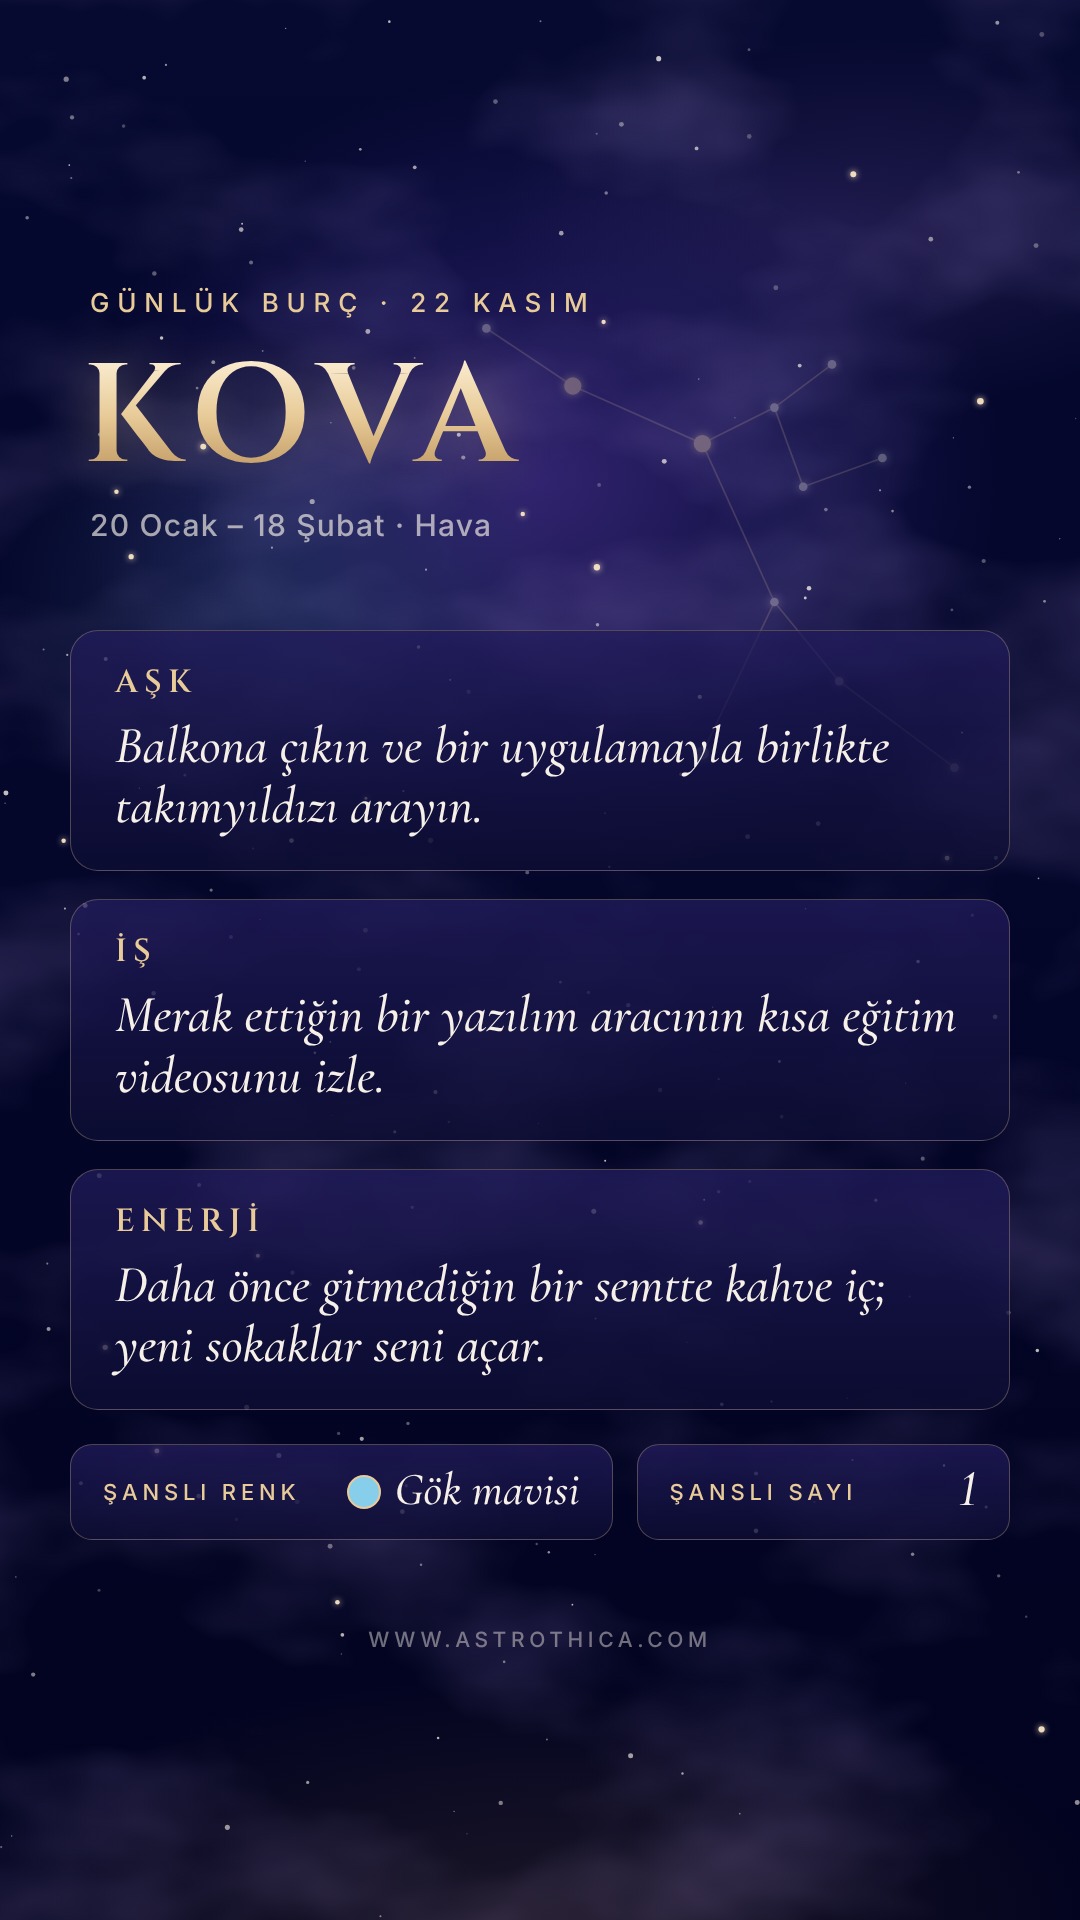 GÜNLÜK BURÇ · 22 KASIM
KOVA
20 Ocak – 18 Şubat · Hava
AŞK
Balkona çıkın ve bir uygulamayla birlikte
takımyıldızı arayın.
İŞ
Merak ettiğin bir yazılım aracının kısa eğitim
videosunu izle.
ENERJİ
Daha önce gitmediğin bir semtte kahve iç;
yeni sokaklar seni açar.
ŞANSLI RENK Gök mavisi
ŞANSLI SAYI 1
WWW.ASTROTHICA.COM